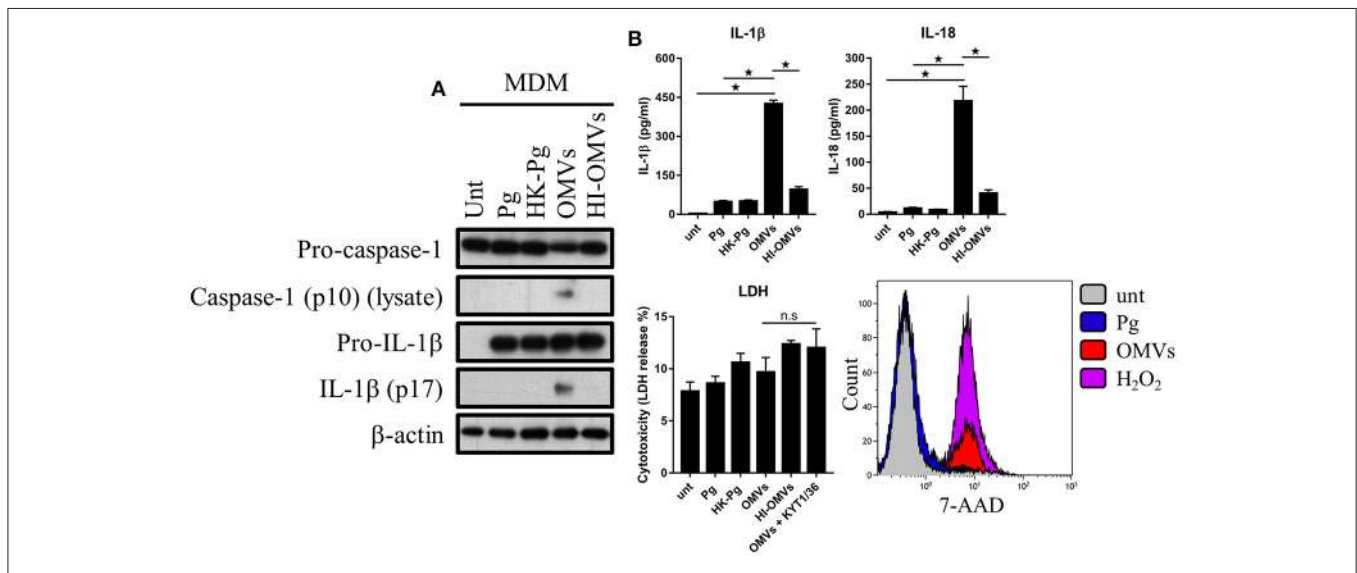 A
MDM
Unt
Pg
HK-Pg
OMVs
HI-OMVs
Pro-caspase-1
Caspase-1 (p10) (lysate)
Pro-IL-1β
IL-1β (p17)
β-actin
B
IL-1β
IL-1β (pg/ml)
600
450
300
150
0
★
★
★
unt
Pg
HK-Pg
OMVs
HI-OMVs
IL-18
IL-18 (pg/ml)
300
250
200
150
100
50
0
★
★
★
unt
Pg
HK-Pg
OMVs
HI-OMVs
LDH
Cytotoxicity (LDH release %)
15
10
5
0
n.s
unt
Pg
HK-Pg
OMVs
HI-OMVs
OMVs + KYT1/36
Count
100
80
60
40
20
0
10⁰
10¹
10²
10³
7-AAD
unt
Pg
OMVs
H₂O₂